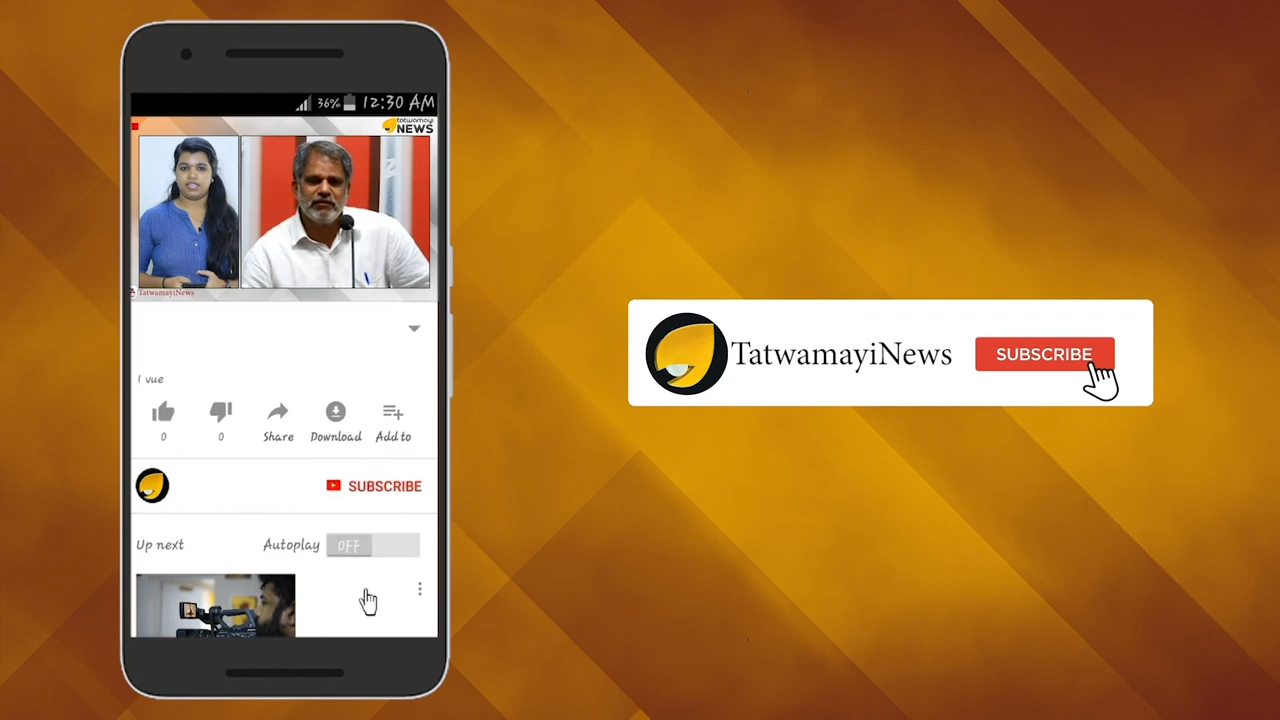 36% 12:30 AM
tatwamayi
NEWS
TatwamayiNews
1 vue
0 0 Share Download Add to
SUBSCRIBE
Up next Autoplay OFF
TatwamayiNews SUBSCRIBE